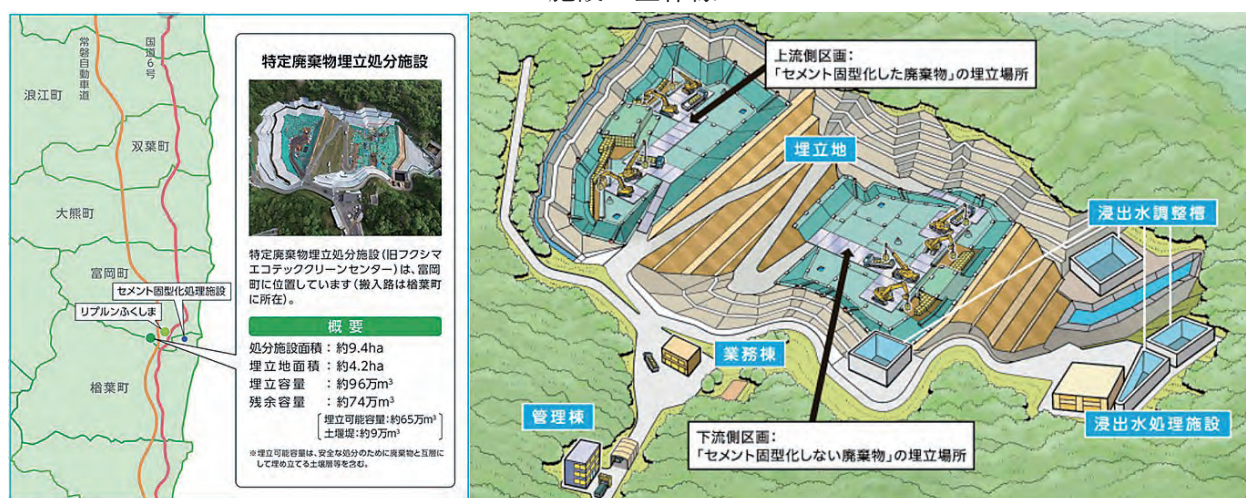 常磐自動車道
国道6号
浪江町
双葉町
大熊町
富岡町
セメント固型化処理施設
リプルンふくしま
楢葉町
特定廃棄物埋立処分施設
特定廃棄物埋立処分施設(旧フクシマ
エコテッククリーンセンター)は、富岡
町に位置しています(搬入路は楢葉町
に所在)。
概要
処分施設面積:約9.4ha
埋立地面積:約4.2ha
埋立容量:約96万m³
残余容量:約74万m³
埋立可能容量:約65万m³
土堰堤:約9万m³
※埋立可能容量は、安全な処分のために廃棄物と互層に
して埋め立てる土壌層等を含む。
上流側区画:
「セメント固型化した廃棄物」の埋立場所
埋立地
浸出水調整槽
業務棟
管理棟
浸出水処理施設
下流側区画:
「セメント固型化しない廃棄物」の埋立場所